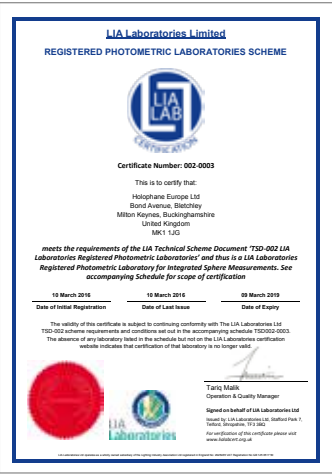 LIA Laboratories Limited
REGISTERED PHOTOMETRIC LABORATORIES SCHEME
LIA
LAB
CERTIFICATION
Certificate Number: 002-0003
This is to certify that:
Holophane Europe Ltd
Bond Avenue, Bletchley
Milton Keynes, Buckinghamshire
United Kingdom
MK1 1JG
meets the requirements of the LIA Technical Scheme Document 'TSD-002 LIA
Laboratories Registered Photometric Laboratories' and thus is a LIA Laboratories
Registered Photometric Laboratory for Integrated Sphere Measurements. See
accompanying Schedule for scope of certification
10 March 2016 10 March 2016 09 March 2019
Date of Initial Registration Date of Last Issue Date of Expiry
The validity of this certificate is subject to continuing conformity with The LIA Laboratories Ltd
TSD-002 scheme requirements and conditions set out in the accompanying schedule TSD002-0003.
The absence of any laboratory listed in the schedule but not on the LIA Laboratories certification
website indicates that certification of that laboratory is no longer valid.
Tariq Malik
Operation & Quality Manager
Signed on behalf of LIA Laboratories Ltd
Issued by: LIA Laboratories Ltd, Stafford Park 7,
Telford, Shropshire, TF3 3BQ.
For verification of this certificate please visit
www.lialabcert.org.uk
LIA
Laboratories